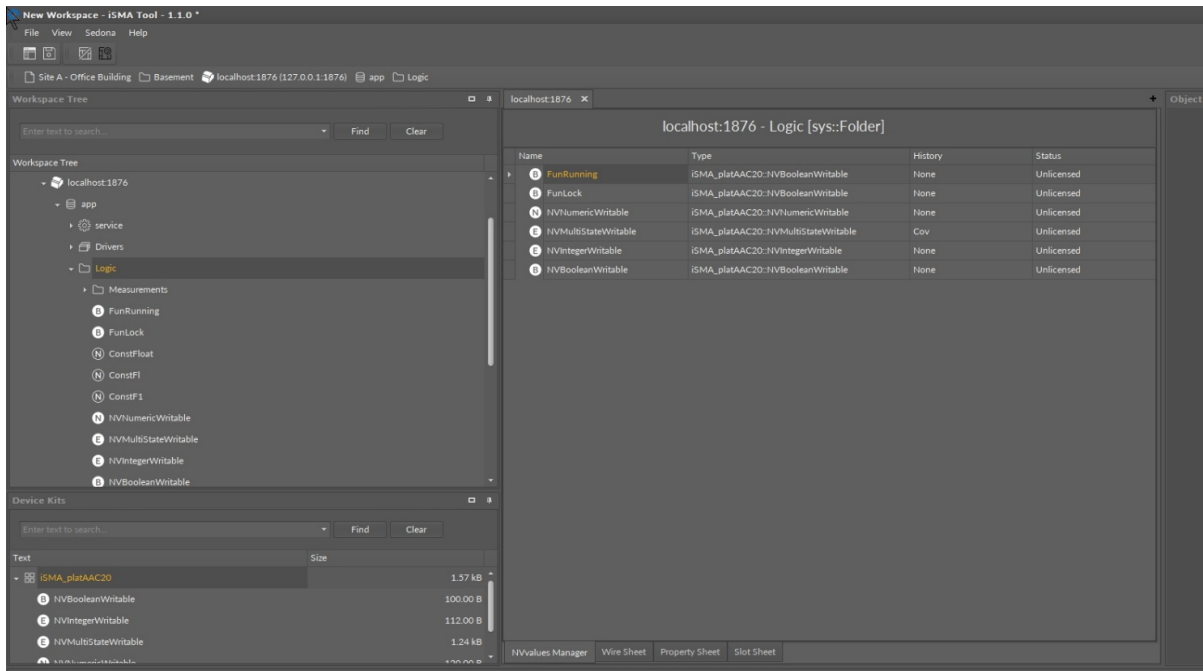 New Workspace - iSMA Tool - 1.1.0 *
File View Sedona Help
Site A - Office Building Basement localhost:1876 (127.0.0.1:1876) app Logic
Workspace Tree
Enter text to search... Find Clear
Workspace Tree
localhost:1876
app
service
Drivers
Logic
Measurements
FunRunning
FunLock
ConstFloat
ConstFl
ConstF1
NVNumericWritable
NVMultiStateWritable
NVIntegerWritable
NVBooleanWritable
Device Kits
Enter text to search... Find Clear
Text Size
iSMA_platAAC20 1.57 kB
NVBooleanWritable 100.00 B
NVIntegerWritable 112.00 B
NVMultiStateWritable 1.24 kB
NVNumericWritable 120.00 B
localhost:1876
localhost:1876 - Logic [sys::Folder]
Name Type History Status
FunRunning iSMA_platAAC20::NVBooleanWritable None Unlicensed
FunLock iSMA_platAAC20::NVBooleanWritable None Unlicensed
NVNumericWritable iSMA_platAAC20::NVNumericWritable None Unlicensed
NVMultiStateWritable iSMA_platAAC20::NVMultiStateWritable Cov Unlicensed
NVIntegerWritable iSMA_platAAC20::NVIntegerWritable None Unlicensed
NVBooleanWritable iSMA_platAAC20::NVBooleanWritable None Unlicensed
NVvalues Manager Wire Sheet Property Sheet Slot Sheet
Object